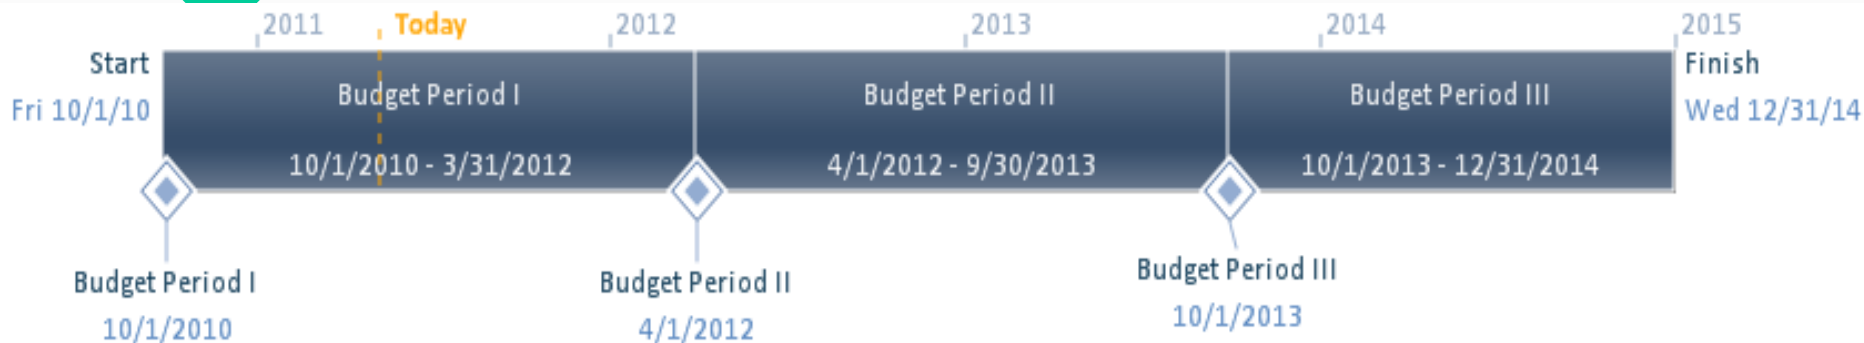 2011 Today 2012 2013 2014 2015
Start
Fri 10/1/10
Budget Period I
10/1/2010 - 3/31/2012
Budget Period II
4/1/2012 - 9/30/2013
Budget Period III
10/1/2013 - 12/31/2014
Finish
Wed 12/31/14
Budget Period I
10/1/2010
Budget Period II
4/1/2012
Budget Period III
10/1/2013